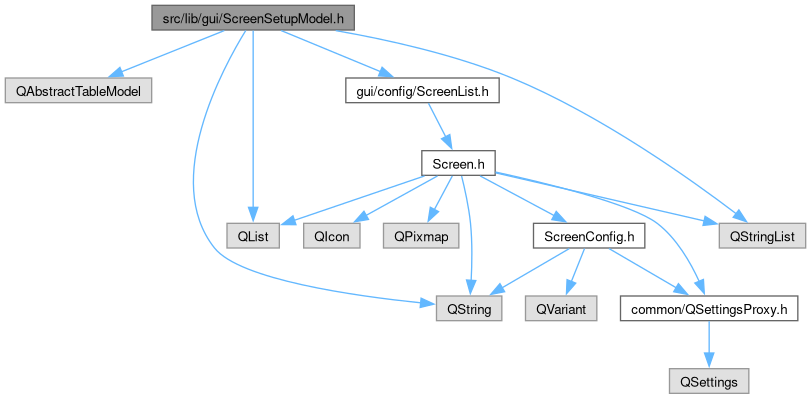 src/lib/gui/ScreenSetupModel.h
QAbstractTableModel
gui/config/ScreenList.h
Screen.h
QList
QIcon
QPixmap
ScreenConfig.h
QStringList
QString
QVariant
common/QSettingsProxy.h
QSettings